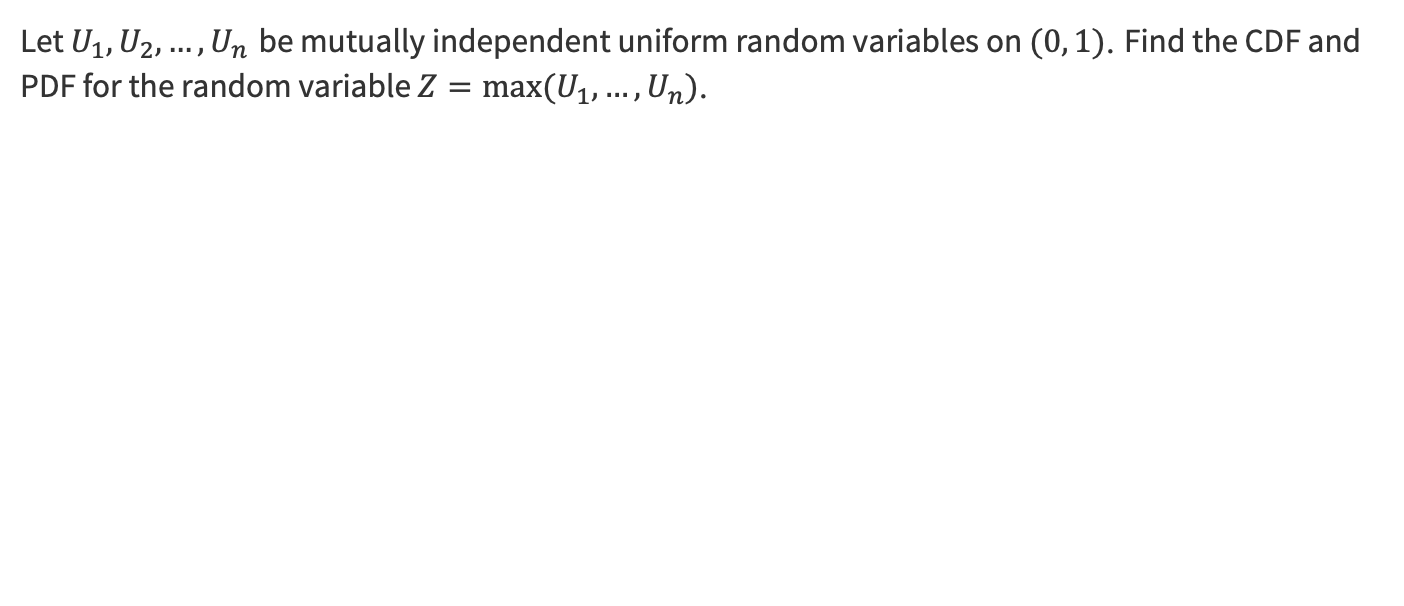 Let U₁, U₂, ..., Uₙ be mutually independent uniform random variables on (0, 1). Find the CDF and
PDF for the random variable Z = max(U₁, ..., Uₙ).